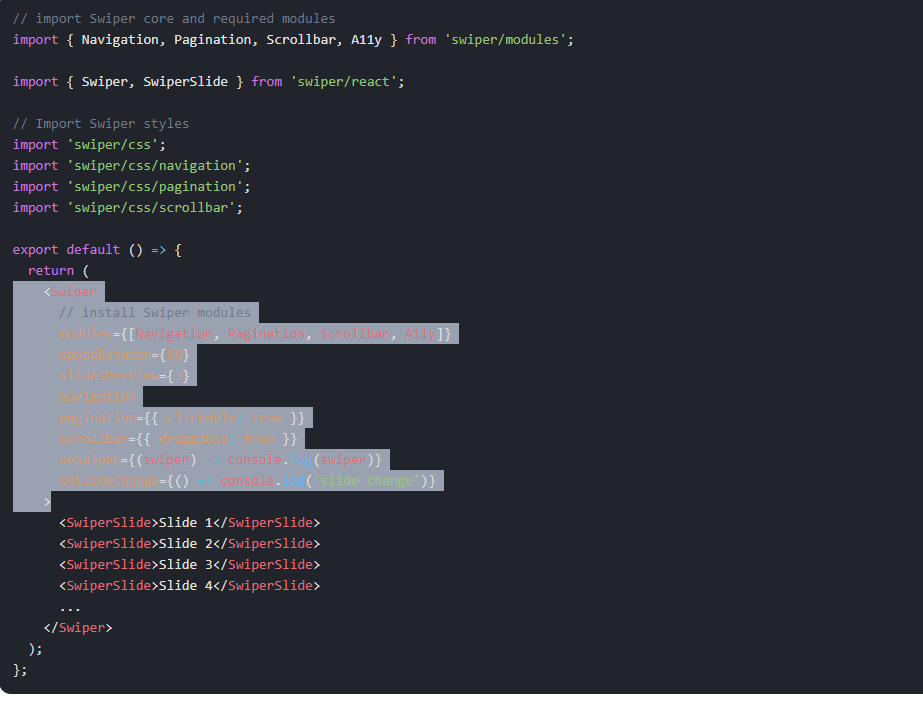 // import Swiper core and required modules
import { Navigation, Pagination, Scrollbar, A11y } from 'swiper/modules';
import { Swiper, SwiperSlide } from 'swiper/react';
// Import Swiper styles
import 'swiper/css';
import 'swiper/css/navigation';
import 'swiper/css/pagination';
import 'swiper/css/scrollbar';
export default () => {
return (
<Swiper
// install Swiper modules
modules={[Navigation, Pagination, Scrollbar, A11y]}
spaceBetween={50}
slidesPerView={ }
navigation
pagination={{ clickable: true }}
scrollbar={{ draggable: true }}
onSwiper={(swiper) => console.log(swiper)}
onSlideChange={() => console.log('slide change')}
>
<SwiperSlide>Slide 1</SwiperSlide>
<SwiperSlide>Slide 2</SwiperSlide>
<SwiperSlide>Slide 3</SwiperSlide>
<SwiperSlide>Slide 4</SwiperSlide>
...
</Swiper>
);
};